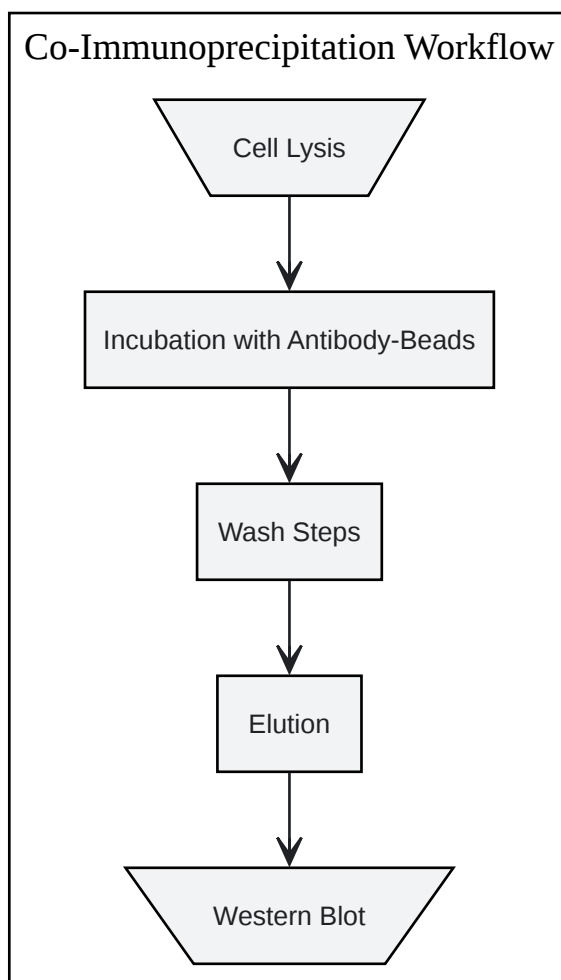 Co-Immunoprecipitation Workflow
Cell Lysis
Incubation with Antibody-Beads
Wash Steps
Elution
Western Blot